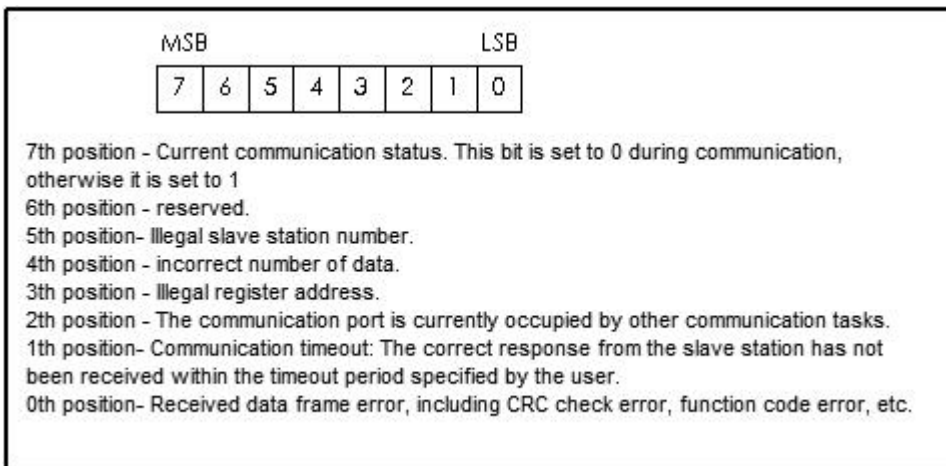 MSB LSB
7 6 5 4 3 2 1 0
7th position - Current communication status. This bit is set to 0 during communication,
otherwise it is set to 1
6th position - reserved.
5th position- Illegal slave station number.
4th position - incorrect number of data.
3th position - Illegal register address.
2th position - The communication port is currently occupied by other communication tasks.
1th position- Communication timeout: The correct response from the slave station has not
been received within the timeout period specified by the user.
0th position- Received data frame error, including CRC check error, function code error, etc.